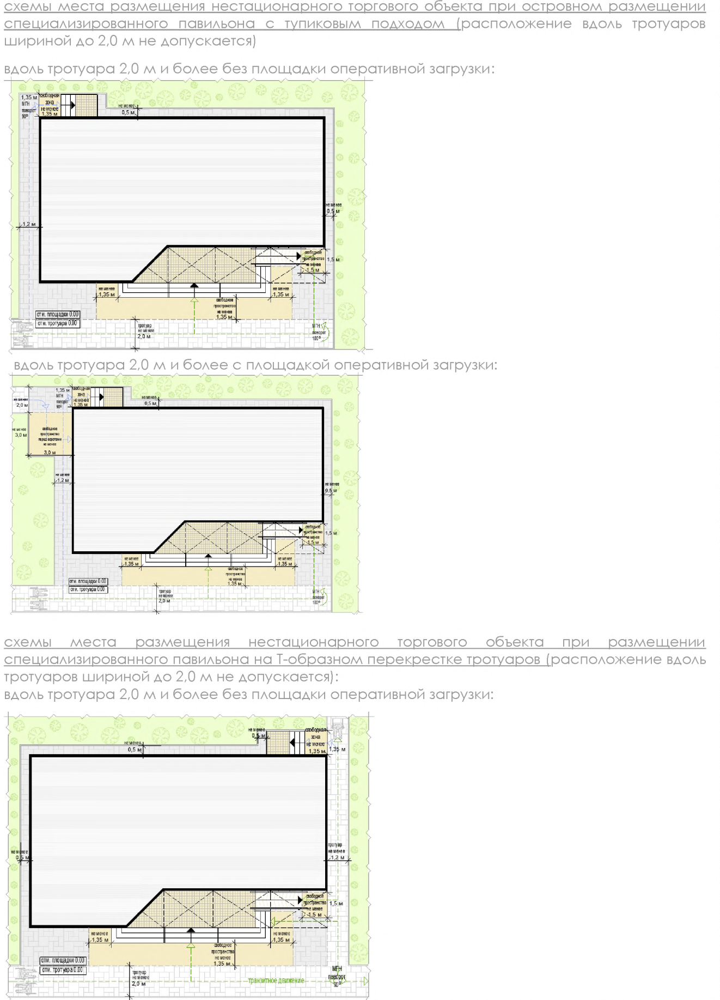 схемы места размещения нестационарного торгового объекта при островном размещении
специализированного павильона с тупиковым подходом (расположение вдоль тротуаров
шириной до 2,0 м не допускается)
вдоль тротуара 2,0 м и более без площадки оперативной загрузки:
1,35 м
МГН
поворот
90º
свободная
зона
не менее
1,35 м
не менее
0,5 м
не менее
0,5 м
1,2 м
свободное
пространство
не менее
1,5 м
1,5 м
не менее
1,35 м
не менее
1,35 м
свободное
пространство
не менее
1,35 м
отм. площадки 0.00
отм. тротуара 0.00
тротуар
не менее
2,0 м
МГН
поворот
180º
вдоль тротуара 2,0 м и более с площадкой оперативной загрузки:
1,35 м
МГН
поворот
90º
свободная
зона
не менее
1,35 м
не менее
0,5 м
не менее
2,0 м
не менее
3,0 м
свободное
пространство
перед воротами
не менее
3,0 м
не менее
1,2 м
не менее
0,5 м
свободное
пространство
не менее
1,5 м
1,5 м
не менее
1,35 м
не менее
1,35 м
свободное
пространство
не менее
1,35 м
отм. площадки 0.00
отм. тротуара 0.00
тротуар
не менее
2,0 м
МГН
поворот
180º
схемы места размещения нестационарного торгового объекта при размещении
специализированного павильона на Т-образном перекрестке тротуаров (расположение вдоль
тротуаров шириной до 2,0 м не допускается):
вдоль тротуара 2,0 м и более без площадки оперативной загрузки:
не менее
0,5 м
свободная
зона
не менее
1,35 м
1,35 м
не менее
0,5 м
не менее
0,5 м
тротуар
не менее
1,2 м
свободное
пространство
не менее
1,5 м
1,5 м
не менее
1,35 м
не менее
1,35 м
свободное
пространство
не менее
1,35 м
отм. площадки 0.00
отм. тротуара 0.00
тротуар
не менее
2,0 м
транзитное движение
МГН
поворот
90º